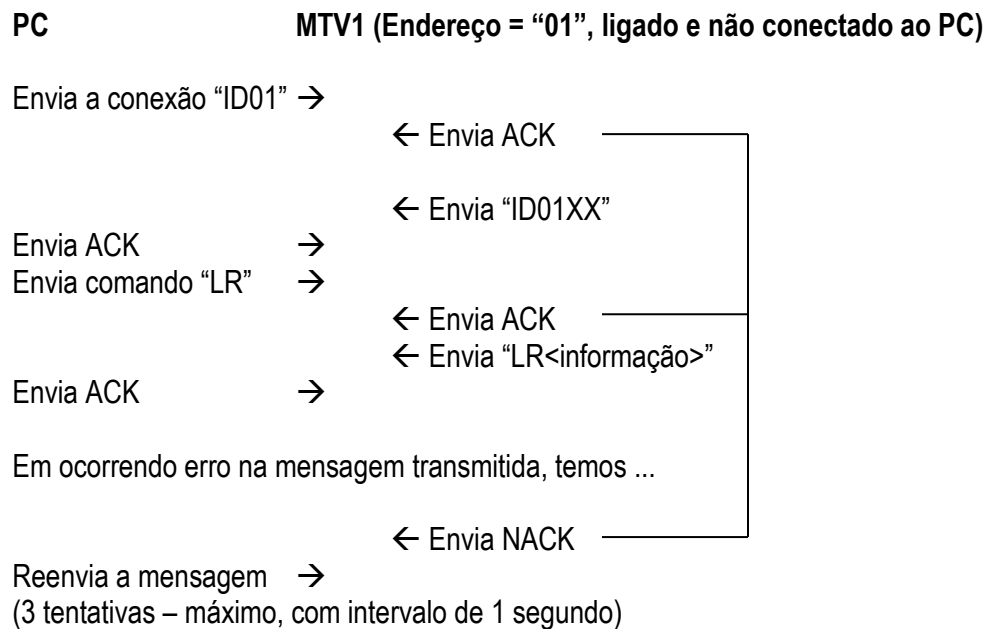 PC MTV1 (Endereço = “01”, ligado e não conectado ao PC)
Envia a conexão “ID01” →
← Envia ACK
← Envia “ID01XX”
Envia ACK →
Envia comando “LR” →
← Envia ACK
← Envia “LR<informação>”
Envia ACK →
Em ocorrendo erro na mensagem transmitida, temos ...
← Envia NACK
Reenvia a mensagem →
(3 tentativas – máximo, com intervalo de 1 segundo)